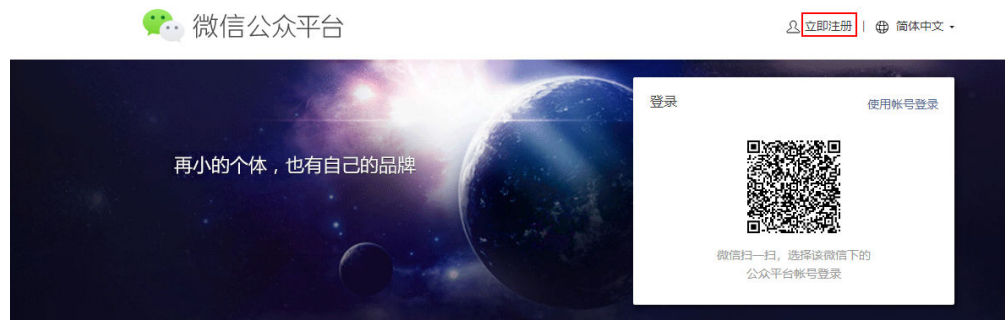 微信公众平台
立即注册 | 简体中文
登录
使用帐号登录
再小的个体，也有自己的品牌
微信扫一扫，选择该微信下的
公众平台帐号登录